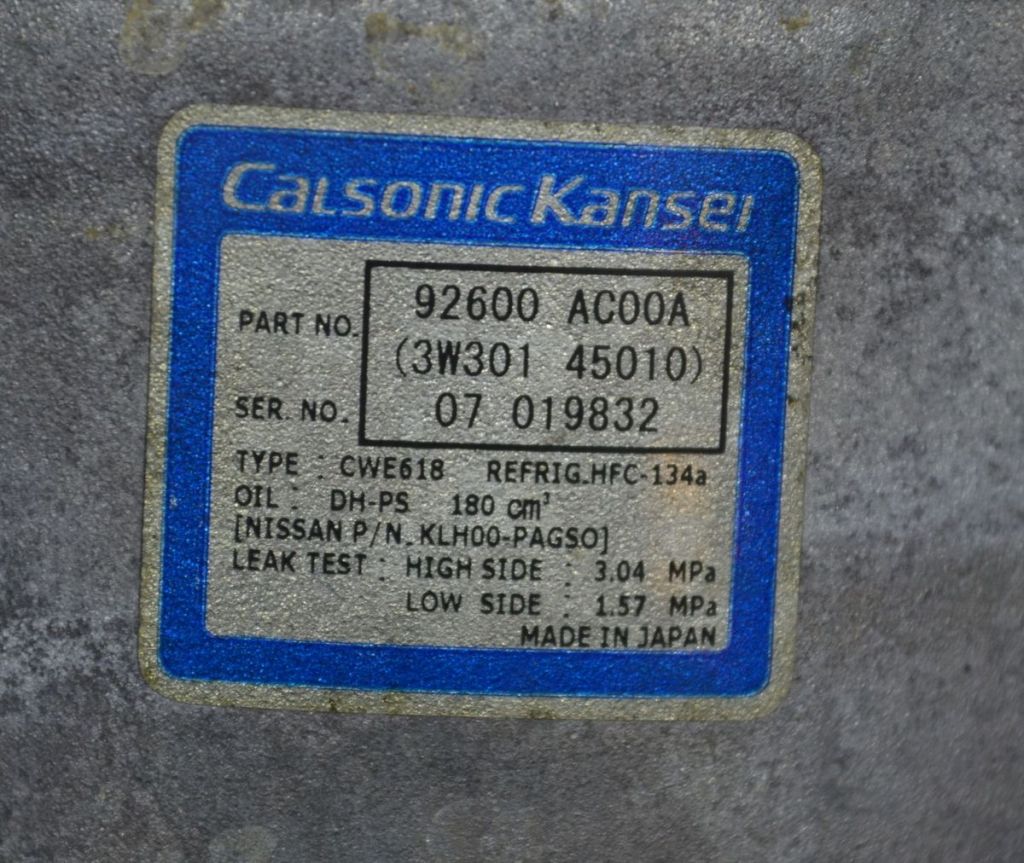 Calsonic Kansei
PART NO. 92600 AC00A
(3W301 45010)
SER. NO. 07 019832
TYPE : CWE618 REFRIG.HFC-134a
OIL : DH-PS 180 cm³
[NISSAN P/N. KLH00-PAGS0]
LEAK TEST : HIGH SIDE : 3.04 MPa
LOW SIDE : 1.57 MPa
MADE IN JAPAN